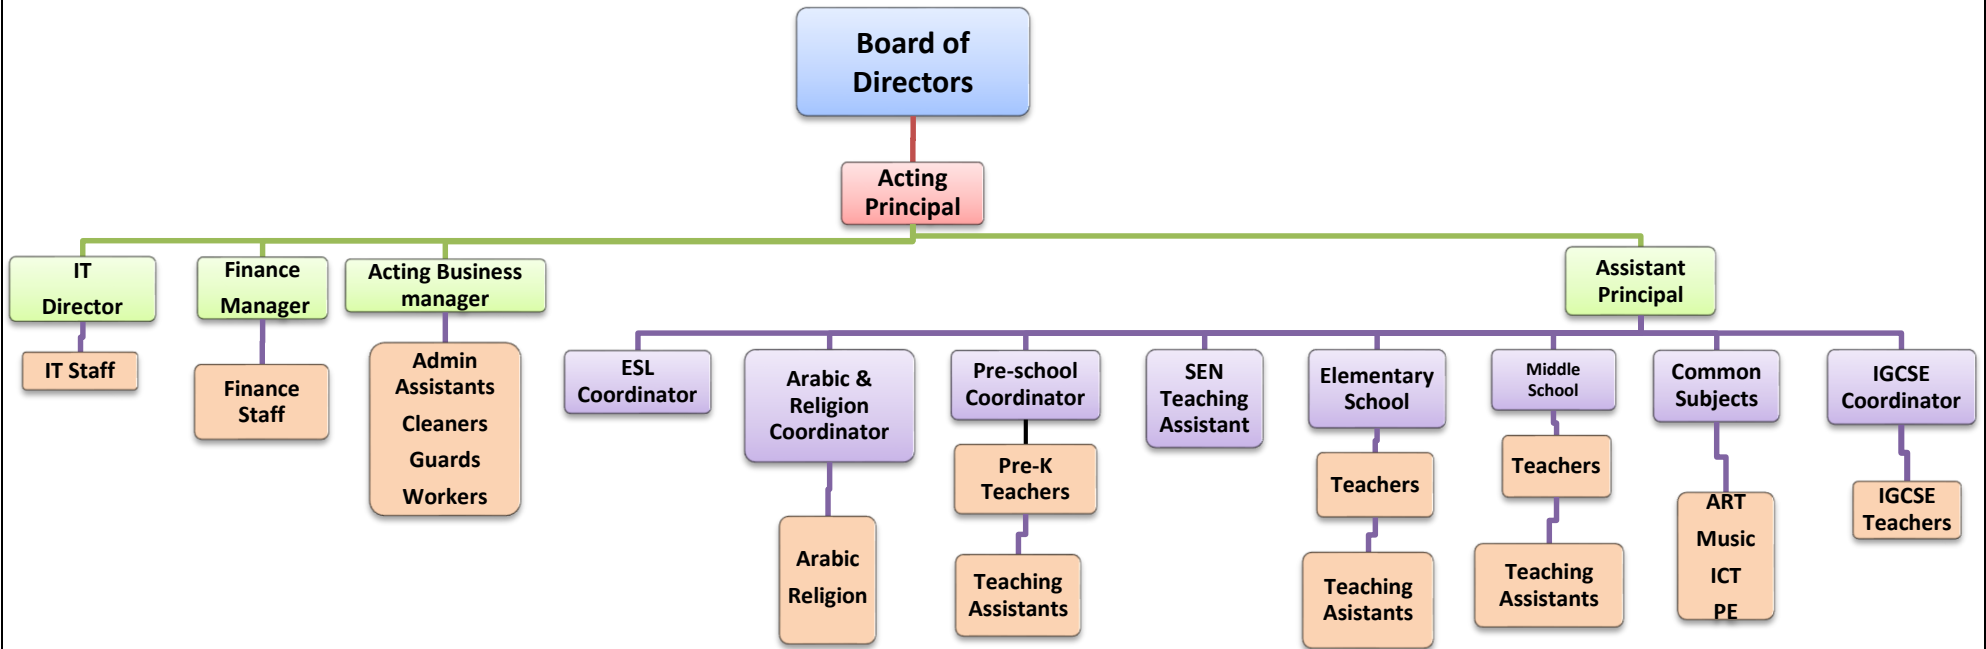 Board of
Directors
Acting
Principal
IT
Director
Finance
Manager
Acting Business
manager
Assistant
Principal
IT Staff
Finance
Staff
Admin
Assistants
Cleaners
Guards
Workers
ESL
Coordinator
Arabic &
Religion
Coordinator
Pre-school
Coordinator
SEN
Teaching
Assistant
Elementary
School
Middle
School
Common
Subjects
IGCSE
Coordinator
Arabic
Religion
Pre-K
Teachers
Teaching
Assistants
Teachers
Teaching
Asistants
Teachers
Teaching
Assistants
ART
Music
ICT
PE
IGCSE
Teachers